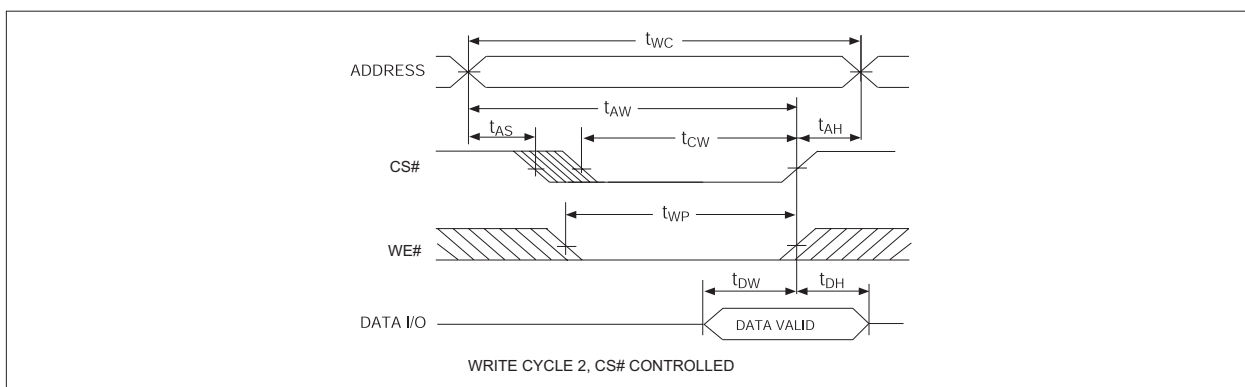 tWC
ADDRESS
tAW
tAS
tCW
tAH
CS#
tWP
WE#
tDW
tDH
DATA I/O
DATA VALID
WRITE CYCLE 2, CS# CONTROLLED